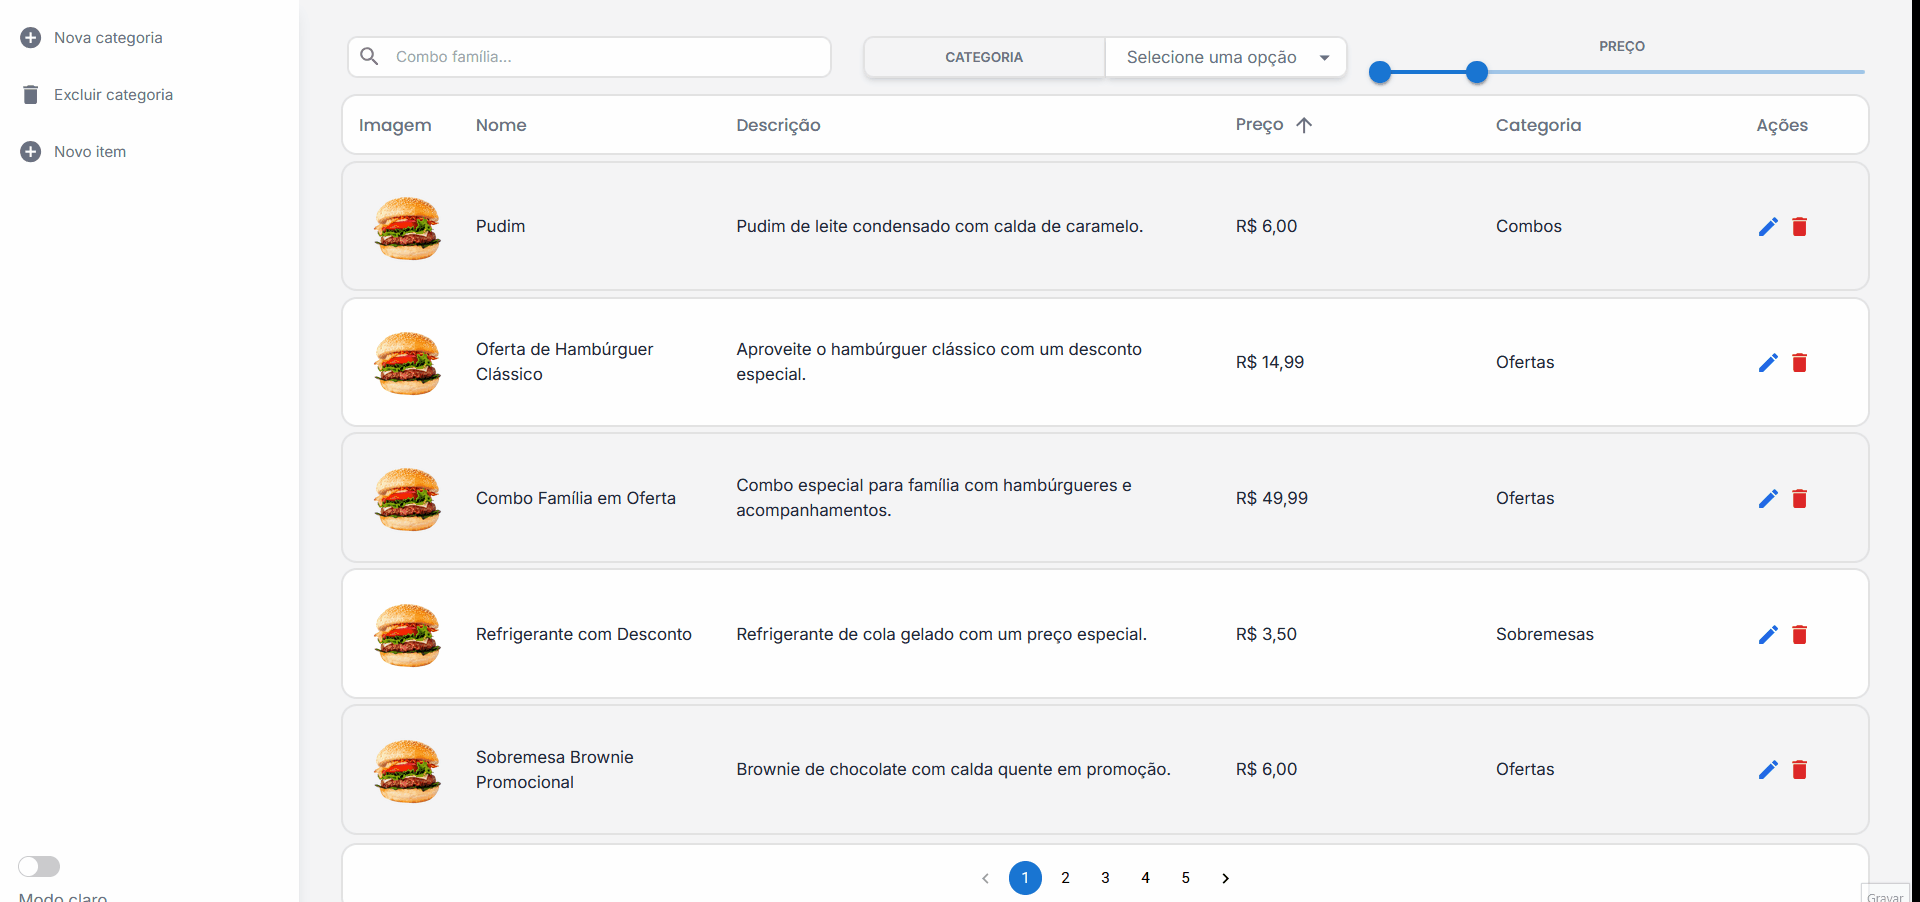 Nova categoria
Excluir categoria
Novo item
Combo família...
CATEGORIA
Selecione uma opção
PREÇO
Imagem Nome Descrição Preço Categoria Ações
Pudim
Pudim de leite condensado com calda de caramelo.
R$ 6,00
Combos
Oferta de Hambúrguer
Clássico
Aproveite o hambúrguer clássico com um desconto
especial.
R$ 14,99
Ofertas
Combo Família em Oferta
Combo especial para família com hambúrgueres e
acompanhamentos.
R$ 49,99
Ofertas
Refrigerante com Desconto
Refrigerante de cola gelado com um preço especial.
R$ 3,50
Sobremesas
Sobremesa Brownie
Promocional
Brownie de chocolate com calda quente em promoção.
R$ 6,00
Ofertas
1 2 3 4 5
Modo claro
Gravar